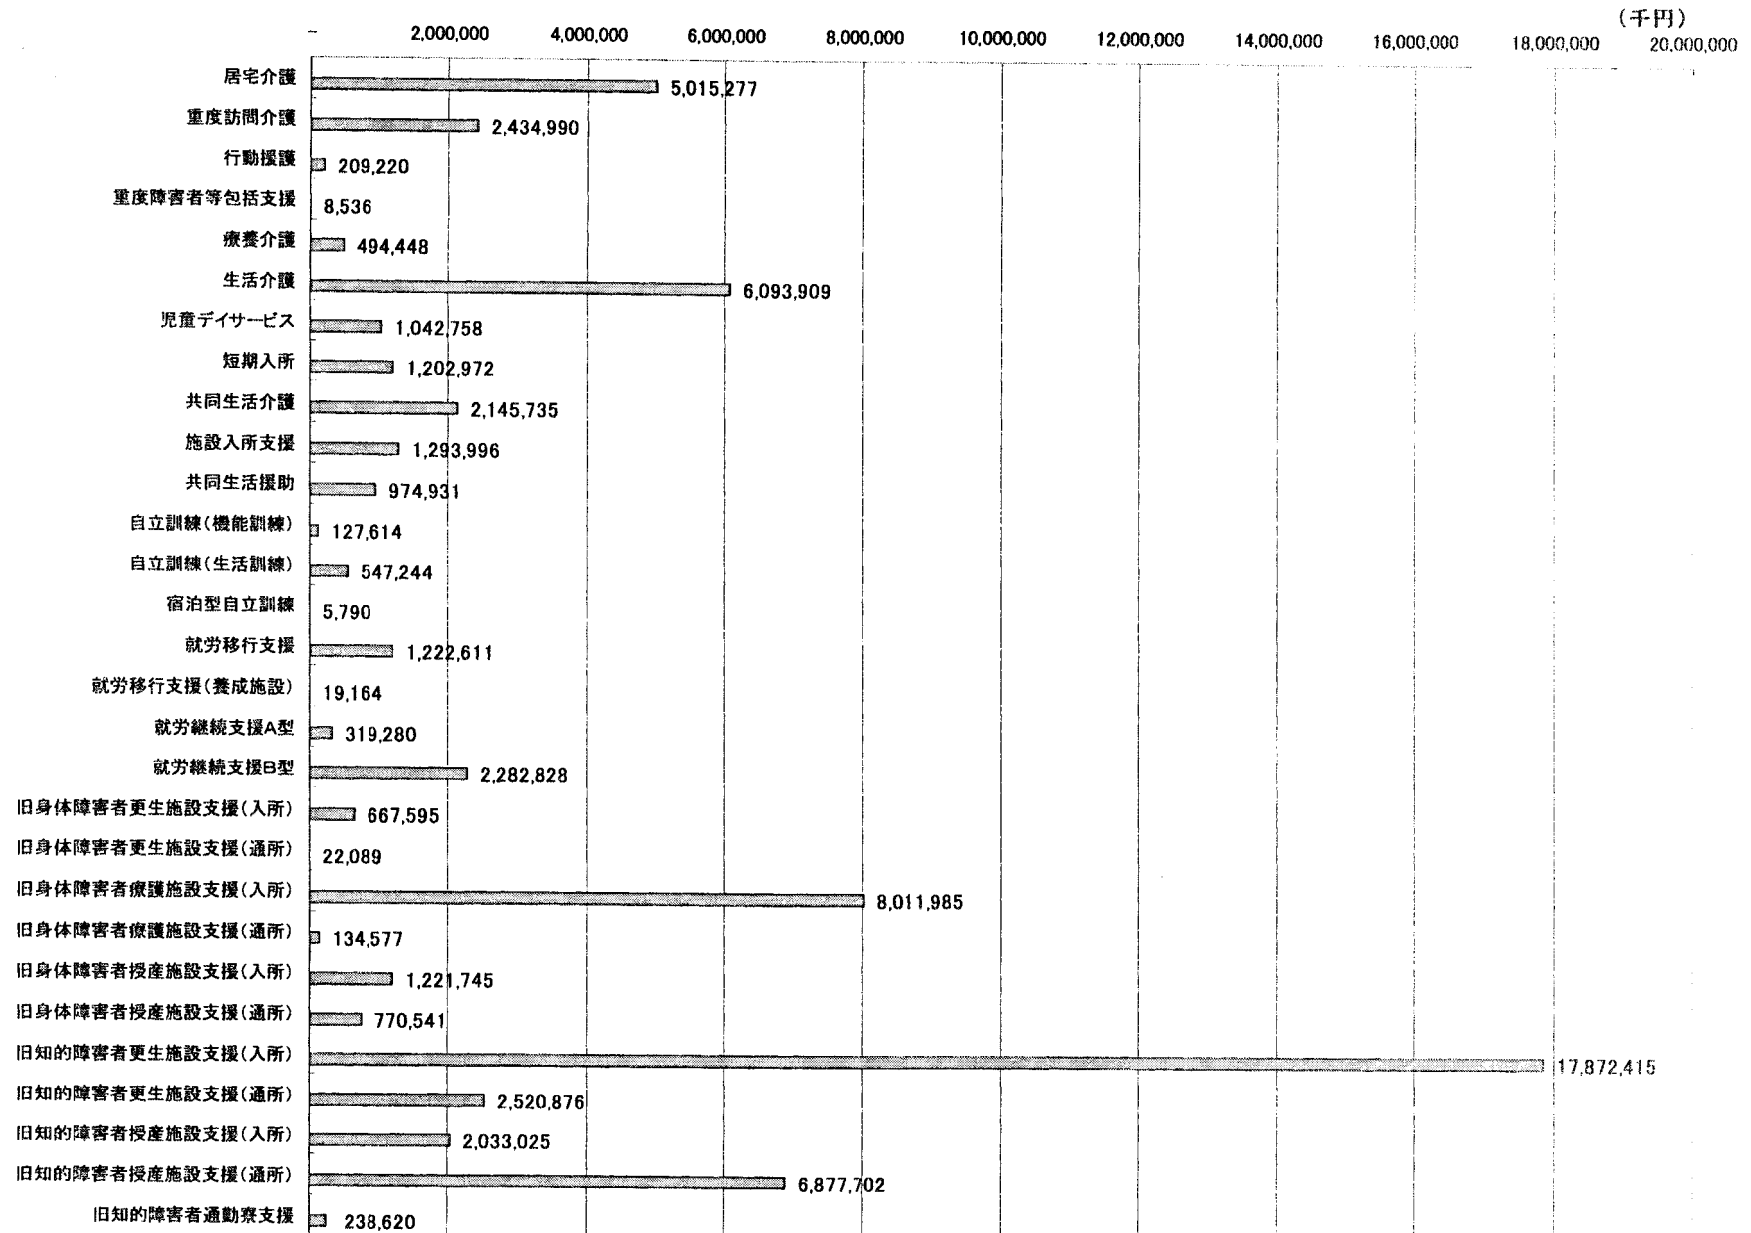 (千円)
- 2,000,000 4,000,000 6,000,000 8,000,000 10,000,000 12,000,000 14,000,000 16,000,000 18,000,000 20,000,000
居宅介護 5,015,277
重度訪問介護 2,434,990
行動援護 209,220
重度障害者等包括支援 8,536
療養介護 494,448
生活介護 6,093,909
児童デイサービス 1,042,758
短期入所 1,202,972
共同生活介護 2,145,735
施設入所支援 1,293,996
共同生活援助 974,931
自立訓練(機能訓練) 127,614
自立訓練(生活訓練) 547,244
宿泊型自立訓練 5,790
就労移行支援 1,222,611
就労移行支援(養成施設) 19,164
就労継続支援A型 319,280
就労継続支援B型 2,282,828
旧身体障害者更生施設支援(入所) 667,595
旧身体障害者更生施設支援(通所) 22,089
旧身体障害者療護施設支援(入所) 8,011,985
旧身体障害者療護施設支援(通所) 134,577
旧身体障害者授産施設支援(入所) 1,221,745
旧身体障害者授産施設支援(通所) 770,541
旧知的障害者更生施設支援(入所) 17,872,415
旧知的障害者更生施設支援(通所) 2,520,876
旧知的障害者授産施設支援(入所) 2,033,025
旧知的障害者授産施設支援(通所) 6,877,702
旧知的障害者通勤寮支援 238,620